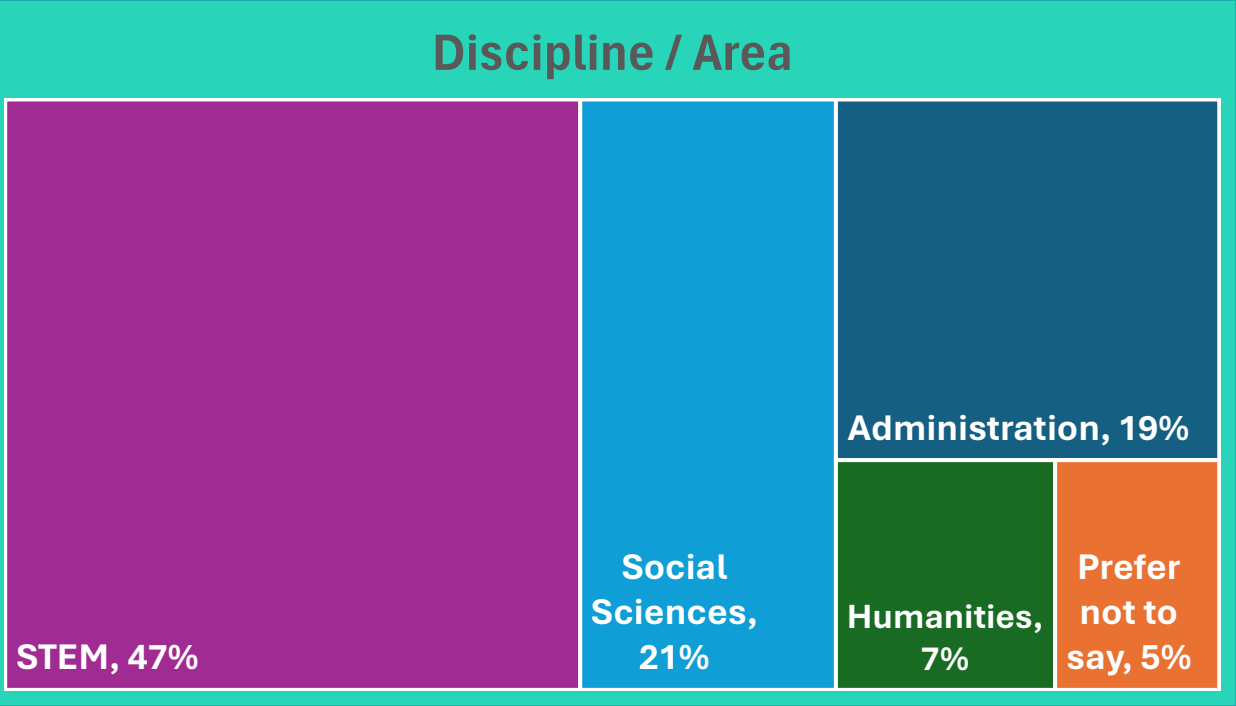 Discipline / Area
STEM, 47%
Social
Sciences,
21%
Administration, 19%
Humanities,
7%
Prefer
not to
say, 5%